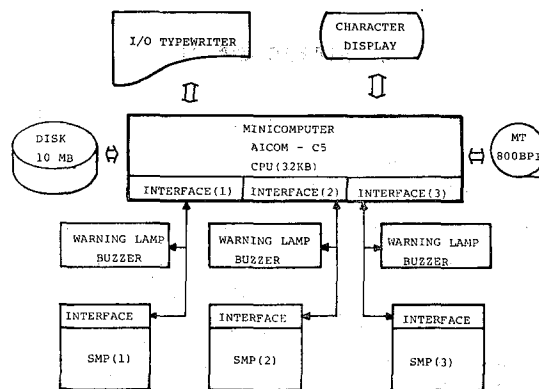 I/O TYPEWRITER
CHARACTER
DISPLAY
DISK
10 MB
MINICOMPUTER
AICOM - C5
CPU(32KB)
MT
800BPI
INTERFACE(1)
INTERFACE(2)
INTERFACE(3)
WARNING LAMP
BUZZER
WARNING LAMP
BUZZER
WARNING LAMP
BUZZER
INTERFACE
SMP(1)
INTERFACE
SMP(2)
INTERFACE
SMP(3)